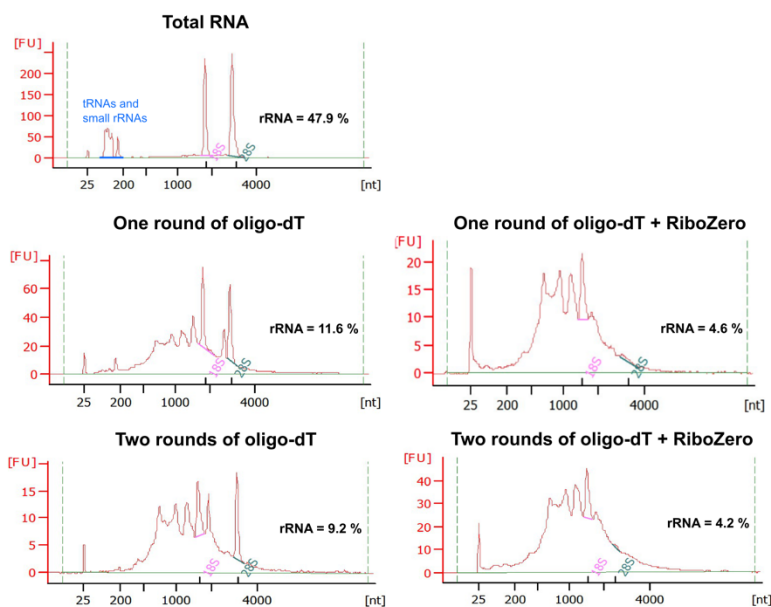 Total RNA
[FU]
200
150
100
50
0
tRNAs and
small rRNAs
rRNA = 47.9 %
18S
28S
25
200
1000
4000
[nt]
One round of oligo-dT
[FU]
60
40
20
0
rRNA = 11.6 %
18S
28S
25
200
1000
4000
[nt]
One round of oligo-dT + RiboZero
[FU]
20
15
10
5
0
rRNA = 4.6 %
18S
28S
25
200
1000
4000
[nt]
Two rounds of oligo-dT
[FU]
15
10
5
0
rRNA = 9.2 %
18S
28S
25
200
1000
4000
[nt]
Two rounds of oligo-dT + RiboZero
[FU]
40
30
20
10
0
rRNA = 4.2 %
18S
28S
25
200
1000
4000
[nt]